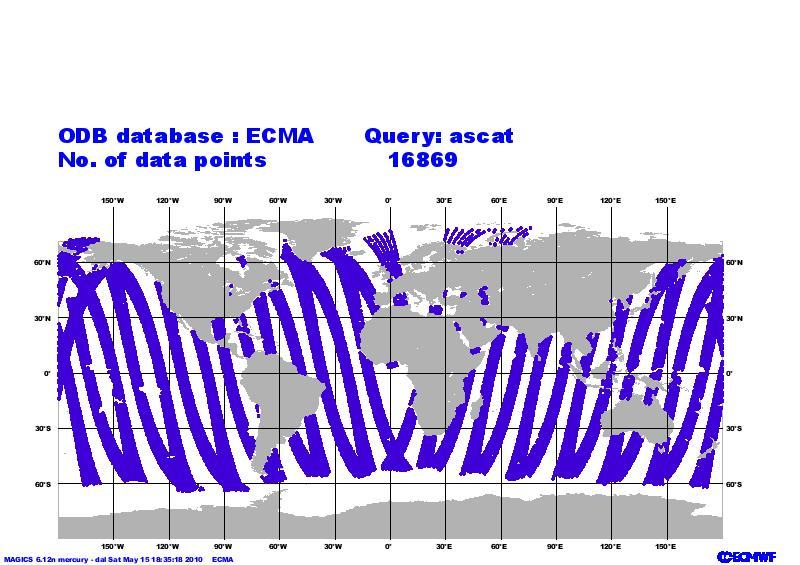 ODB database : ECMA Query: ascat
No. of data points 16869
150°W 120°W 90°W 60°W 30°W 0° 30°E 60°E 90°E 120°E 150°E
60°N 60°N
30°N 30°N
0° 0°
30°S 30°S
60°S 60°S
150°W 120°W 90°W 60°W 30°W 0° 30°E 60°E 90°E 120°E 150°E
MAGICS 6.12n mercury - dal Sat May 15 18:35:18 2010 ECMA
ECMWF